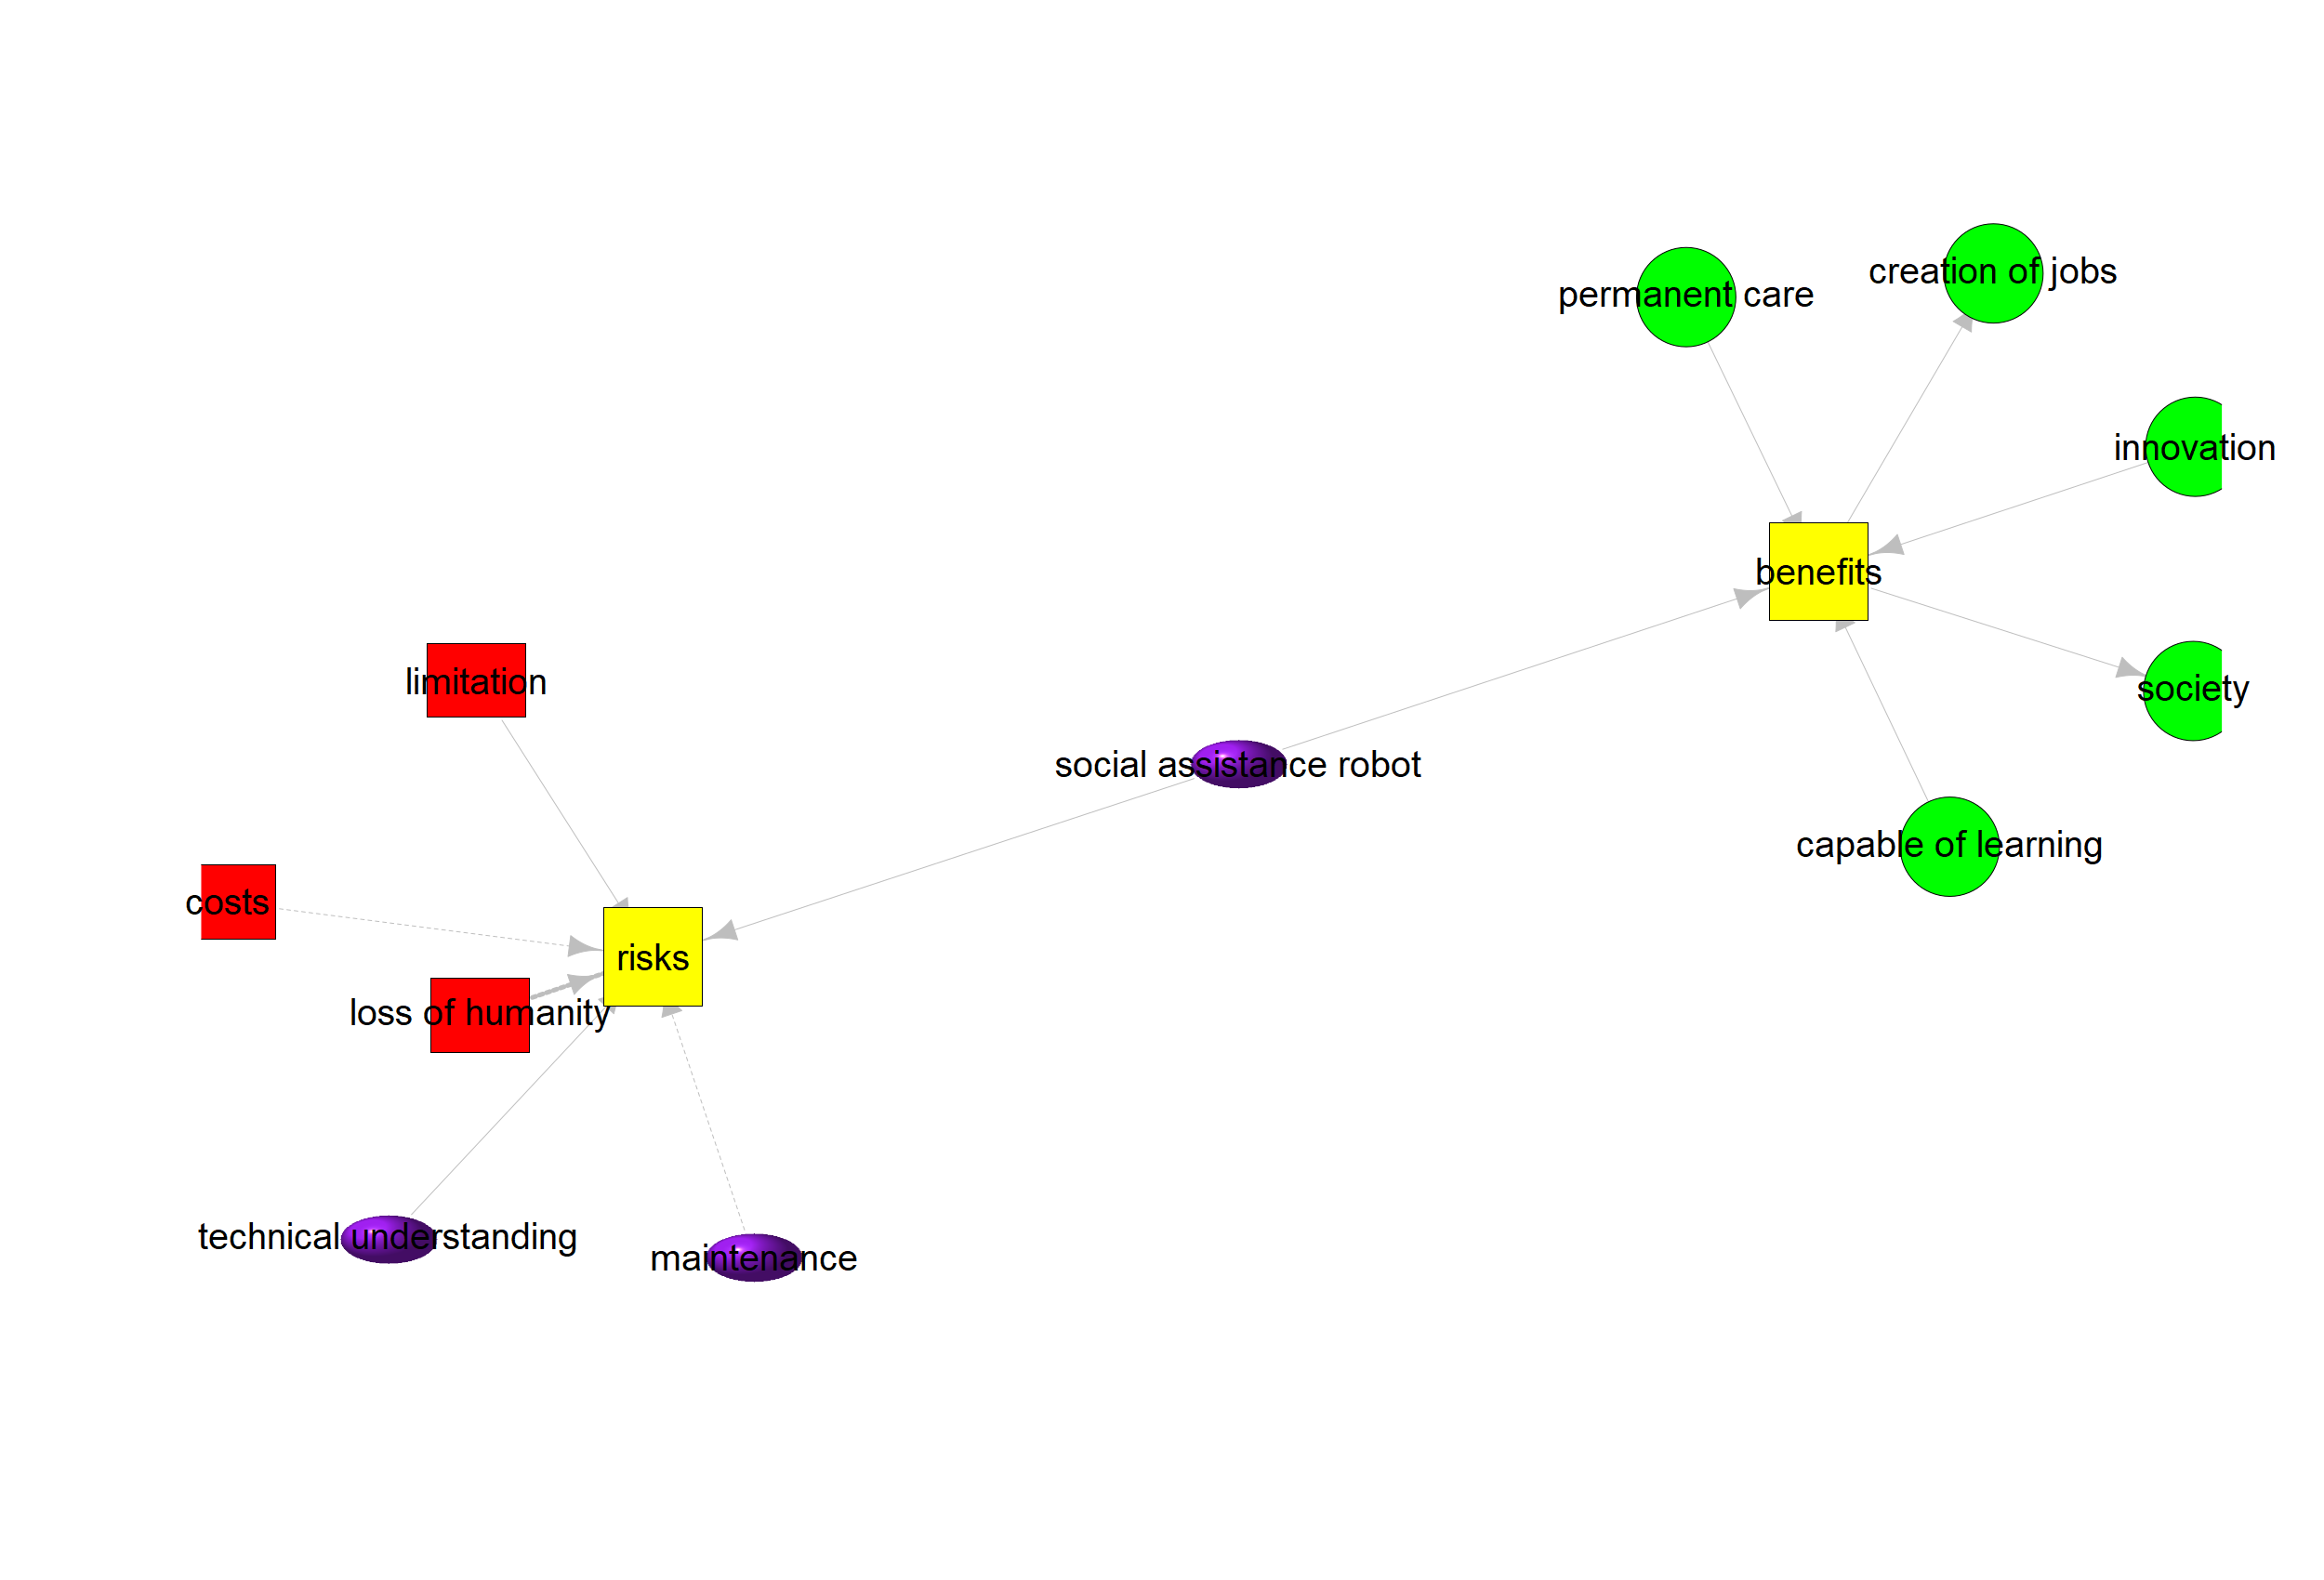 creation of jobs
permanent care
innovation
benefits
limitation
society
social assistance robot
capable of learning
costs
risks
loss of humanity
technical understanding
maintenance